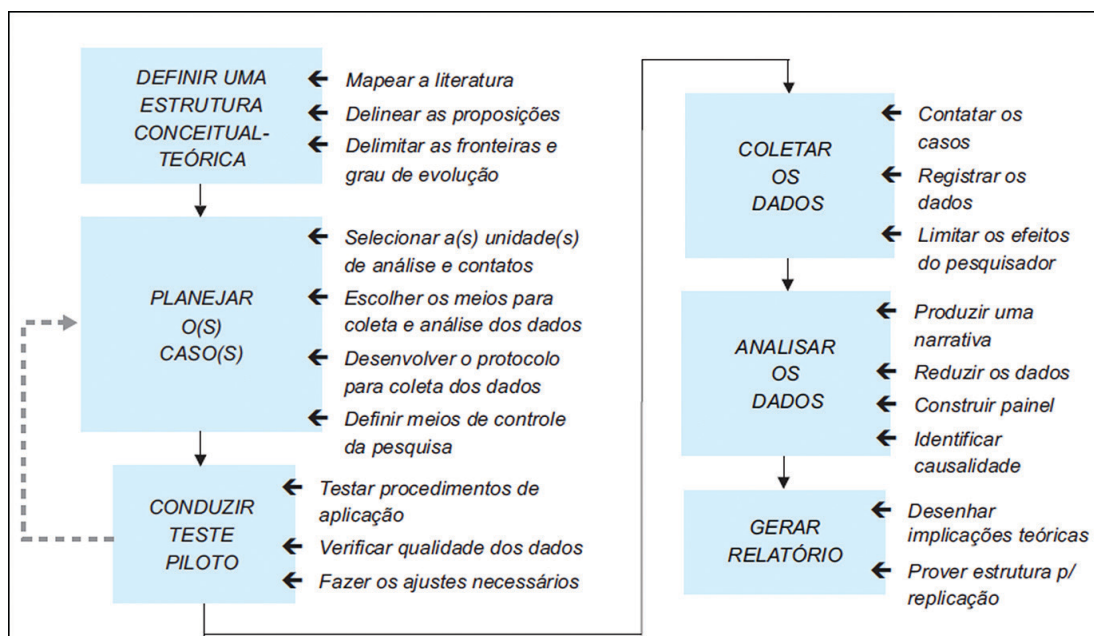 DEFINIR UMA
ESTRUTURA
CONCEITUAL-
TEÓRICA
Mapear a literatura
Delinear as proposições
Delimitar as fronteiras e
grau de evolução
PLANEJAR
O(S)
CASO(S)
Selecionar a(s) unidade(s)
de análise e contatos
Escolher os meios para
coleta e análise dos dados
Desenvolver o protocolo
para coleta dos dados
Definir meios de controle
da pesquisa
CONDUZIR
TESTE
PILOTO
Testar procedimentos de
aplicação
Verificar qualidade dos dados
Fazer os ajustes necessários
COLETAR
OS
DADOS
Contatar os
casos
Registrar os
dados
Limitar os efeitos
do pesquisador
ANALISAR
OS
DADOS
Produzir uma
narrativa
Reduzir os dados
Construir painel
Identificar
causalidade
GERAR
RELATÓRIO
Desenhar
implicações teóricas
Prover estrutura p/
replicação